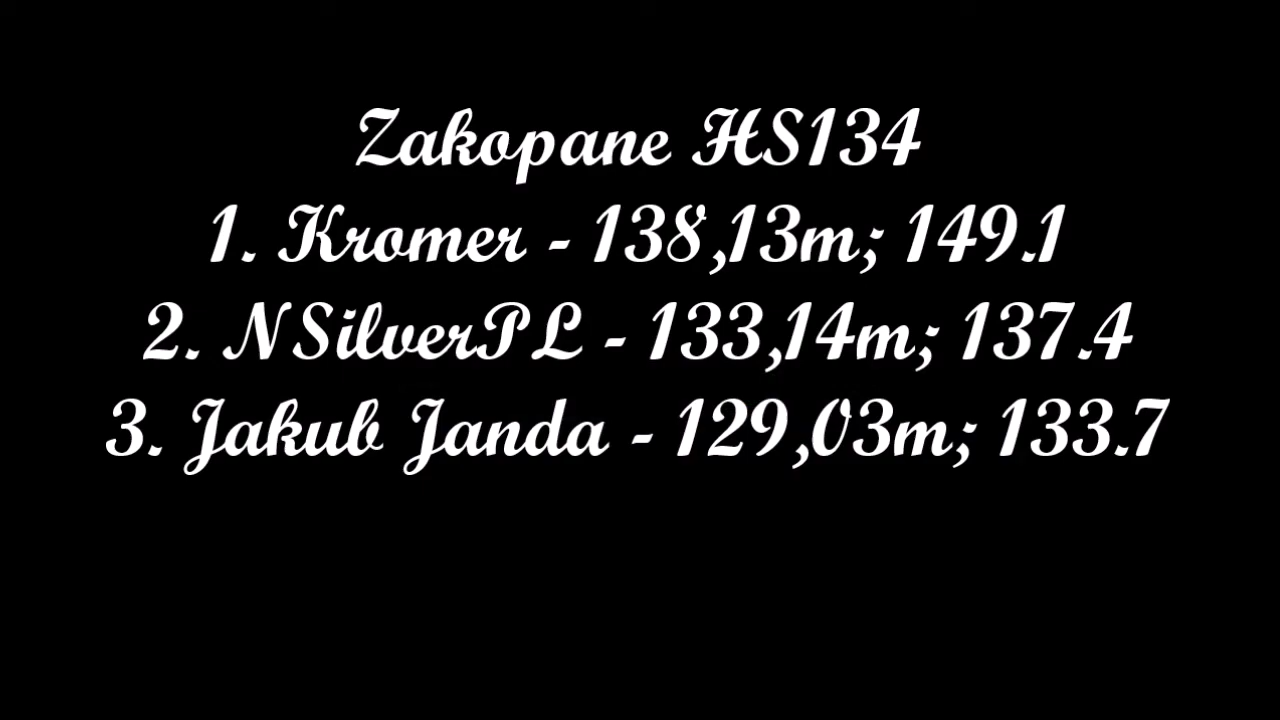 Zakopane HS134
1. Kromer - 138,13m; 149.1
2. NSilverPL - 133,14m; 137.4
3. Jakub Janda - 129,03m; 133.7